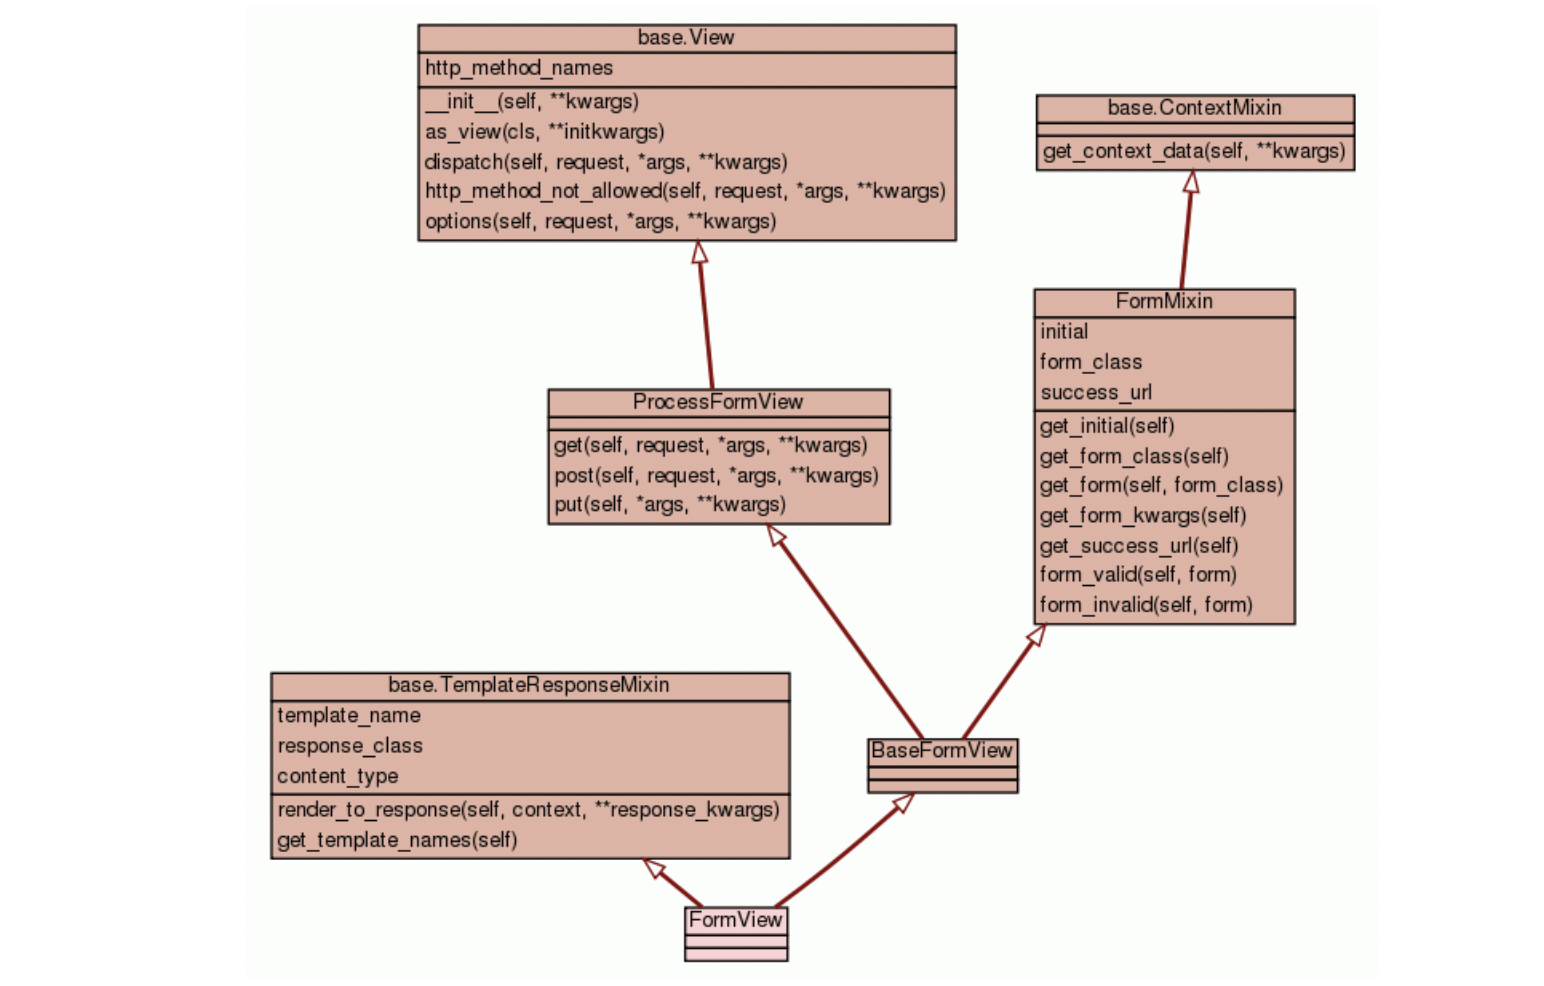 base.View
http_method_names
__init__(self, **kwargs)
as_view(cls, **initkwargs)
dispatch(self, request, *args, **kwargs)
http_method_not_allowed(self, request, *args, **kwargs)
options(self, request, *args, **kwargs)
base.ContextMixin
get_context_data(self, **kwargs)
FormMixin
initial
form_class
success_url
get_initial(self)
get_form_class(self)
get_form(self, form_class)
get_form_kwargs(self)
get_success_url(self)
form_valid(self, form)
form_invalid(self, form)
ProcessFormView
get(self, request, *args, **kwargs)
post(self, request, *args, **kwargs)
put(self, *args, **kwargs)
base.TemplateResponseMixin
template_name
response_class
content_type
render_to_response(self, context, **response_kwargs)
get_template_names(self)
BaseFormView
FormView